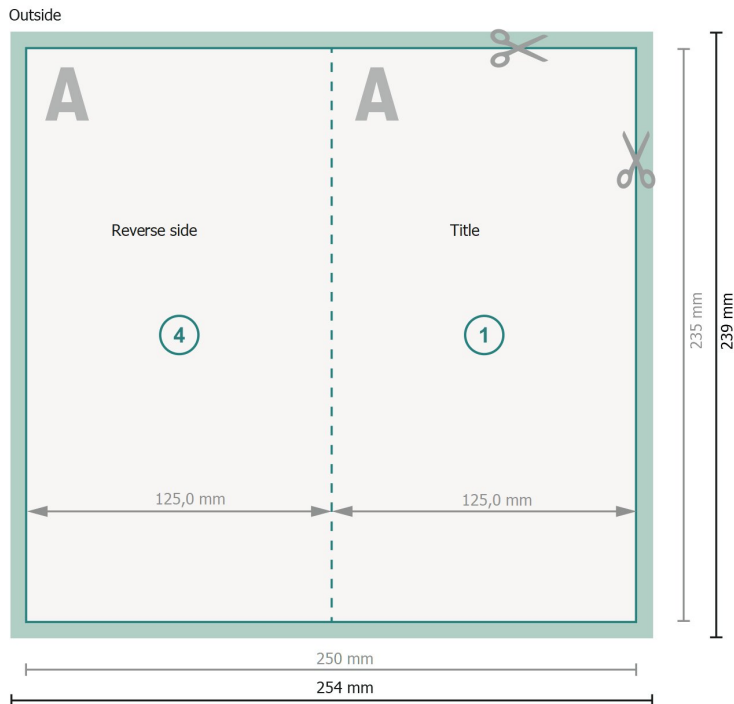 Outside
A
A
Reverse side
Title
4
1
235 mm
239 mm
125,0 mm
125,0 mm
250 mm
254 mm